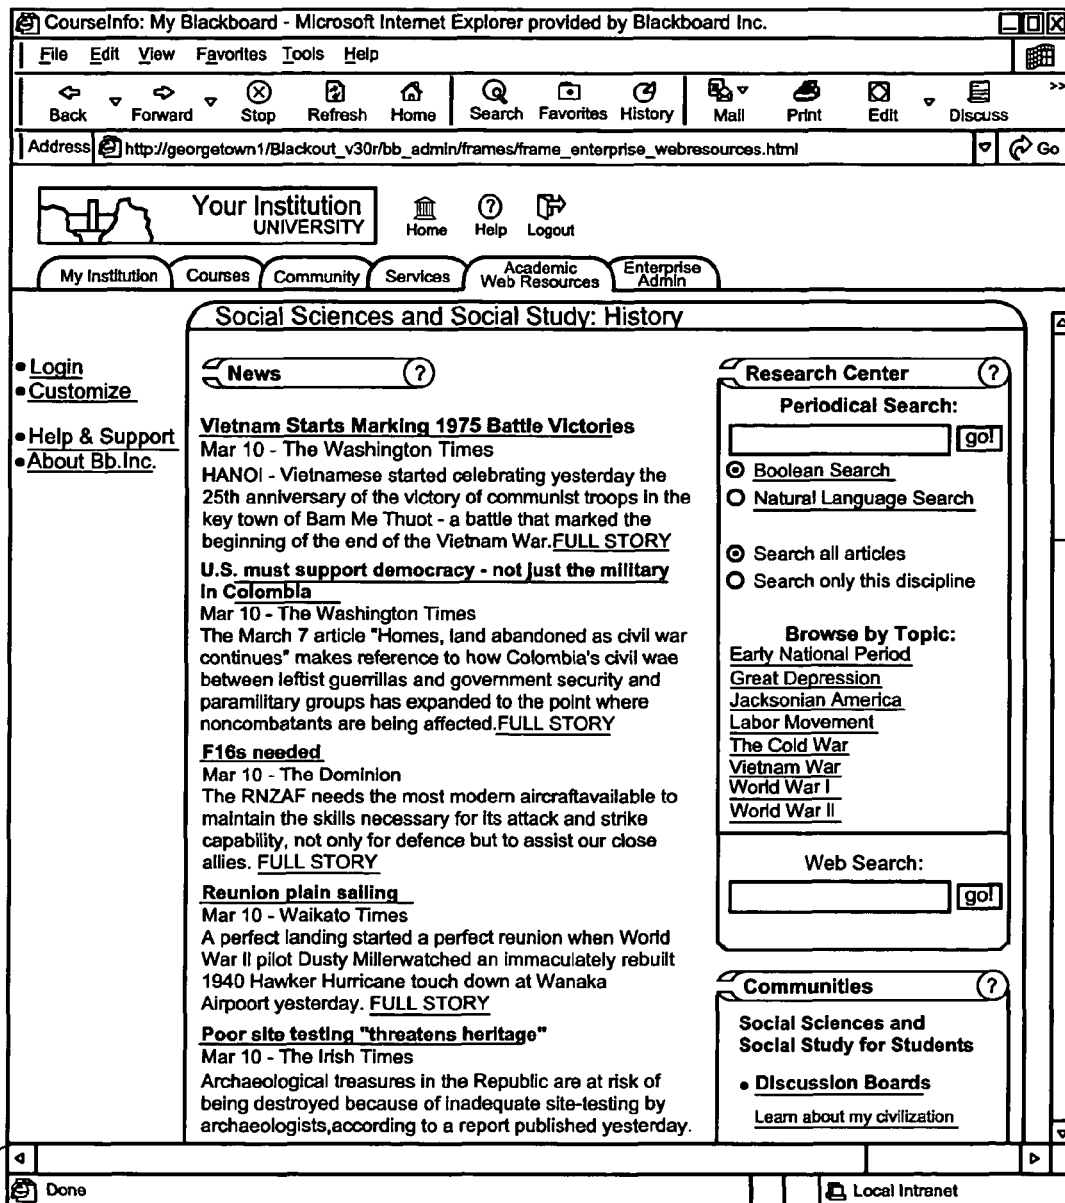 CourseInfo: My Blackboard - Microsoft Internet Explorer provided by Blackboard Inc.
File Edit View Favorites Tools Help
Back Forward Stop Refresh Home Search Favorites History Mail Print Edit Discuss >>
Address http://georgetown1/Blackout_v30r/bb_admin/frames/frame_enterprise_webresources.html Go
Your Institution
UNIVERSITY
Home Help Logout
My Institution Courses Community Services Academic Web Resources Enterprise Admin
Social Sciences and Social Study: History
Login
Customize
Help & Support
About Bb.Inc.
News ?
Vietnam Starts Marking 1975 Battle Victories
Mar 10 - The Washington Times
HANOI - Vietnamese started celebrating yesterday the
25th anniversary of the victory of communist troops in the
key town of Bam Me Thuot - a battle that marked the
beginning of the end of the Vietnam War.FULL STORY
U.S. must support democracy - not just the military
in Colombia
Mar 10 - The Washington Times
The March 7 article "Homes, land abandoned as civil war
continues" makes reference to how Colombia's civil wae
between leftist guerrillas and government security and
paramilitary groups has expanded to the point where
noncombatants are being affected.FULL STORY
F16s needed
Mar 10 - The Dominion
The RNZAF needs the most modern aircraftavailable to
maintain the skills necessary for its attack and strike
capability, not only for defence but to assist our close
allies. FULL STORY
Reunion plain sailing
Mar 10 - Waikato Times
A perfect landing started a perfect reunion when World
War II pilot Dusty Millerwatched an immaculately rebuilt
1940 Hawker Hurricane touch down at Wanaka
Airpoort yesterday. FULL STORY
Poor site testing "threatens heritage"
Mar 10 - The Irish Times
Archaeological treasures in the Republic are at risk of
being destroyed because of inadequate site-testing by
archaeologists,according to a report published yesterday.
Research Center ?
Periodical Search:
go!
Boolean Search
Natural Language Search
Search all articles
Search only this discipline
Browse by Topic:
Early National Period
Great Depression
Jacksonian America
Labor Movement
The Cold War
Vietnam War
World War I
World War II
Web Search:
go!
Communities ?
Social Sciences and
Social Study for Students
Discussion Boards
Learn about my civilization
Done Local Intranet